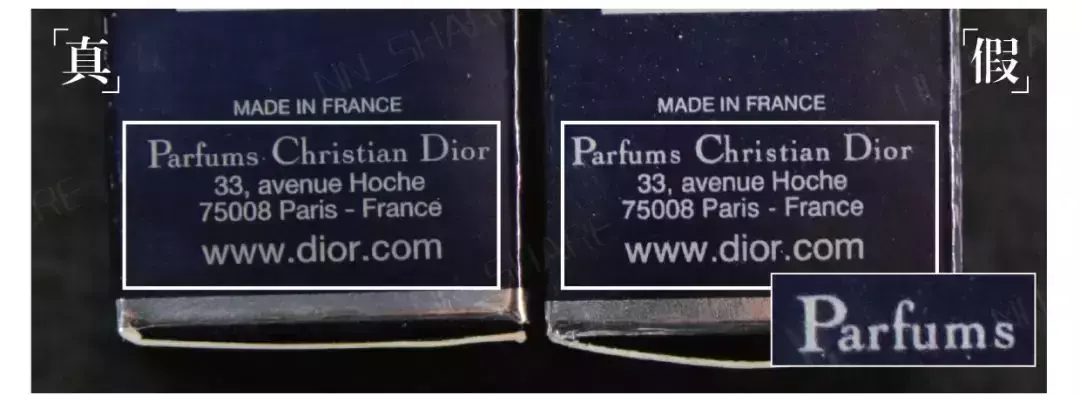 「真」
MADE IN FRANCE
Parfums Christian Dior
33, avenue Hoche
75008 Paris - France
www.dior.com
「假」
MADE IN FRANCE
Parfums Christian Dior
33, avenue Hoche
75008 Paris - France
www.dior.com
Parfums
NN_SHARE